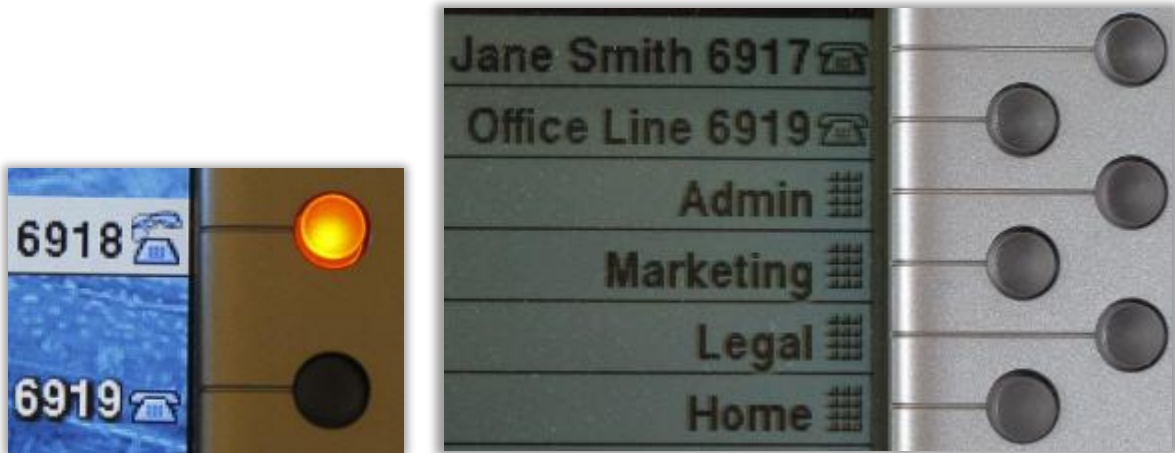 6918
6919
Jane Smith 6917
Office Line 6919
Admin
Marketing
Legal
Home